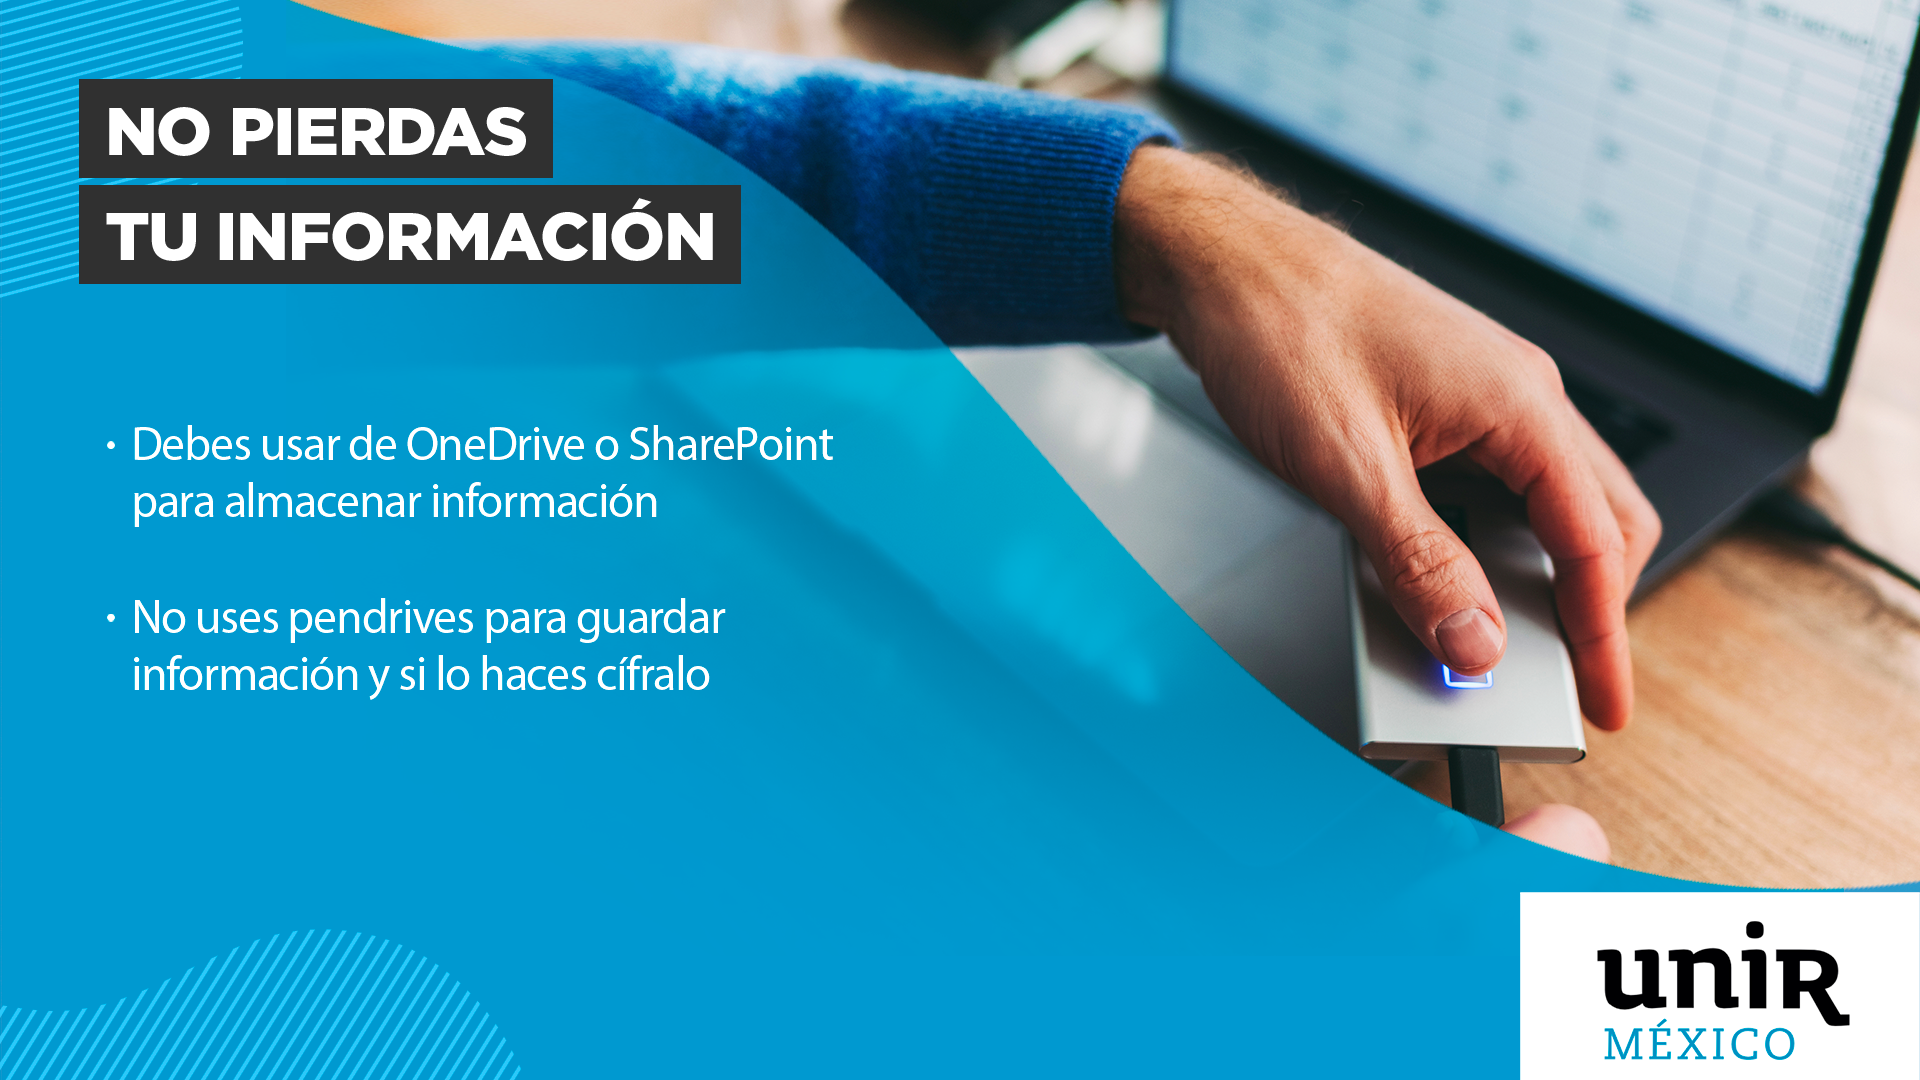 NO PIERDAS
TU INFORMACIÓN
• Debes usar de OneDrive o SharePoint
para almacenar información
• No uses pendrives para guardar
información y si lo haces cífralo
uniR
MÉXICO